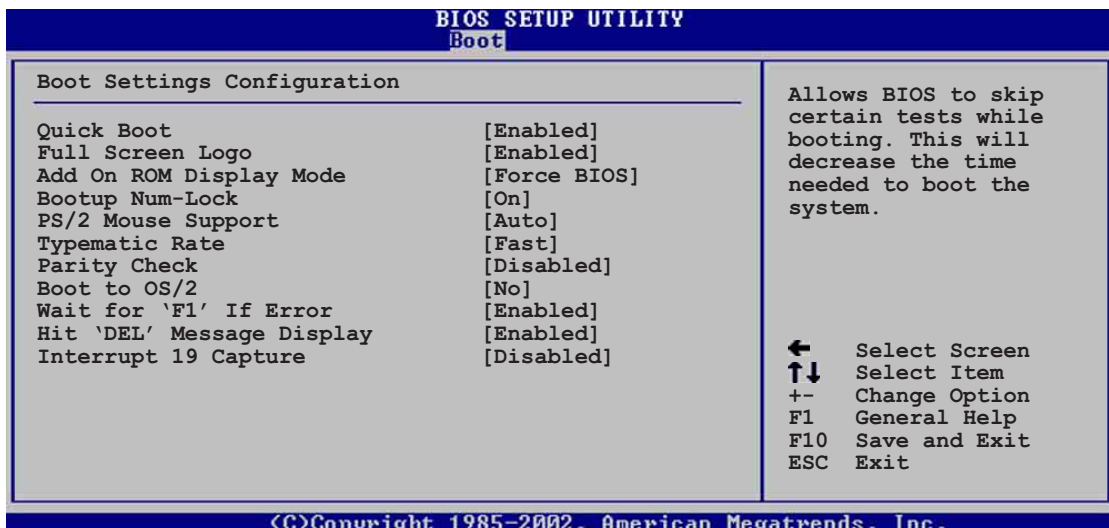 BIOS SETUP UTILITY
Boot
Boot Settings Configuration
Quick Boot [Enabled]
Full Screen Logo [Enabled]
Add On ROM Display Mode [Force BIOS]
Bootup Num-Lock [On]
PS/2 Mouse Support [Auto]
Typematic Rate [Fast]
Parity Check [Disabled]
Boot to OS/2 [No]
Wait for ‘F1’ If Error [Enabled]
Hit ‘DEL’ Message Display [Enabled]
Interrupt 19 Capture [Disabled]
Allows BIOS to skip
certain tests while
booting. This will
decrease the time
needed to boot the
system.
← Select Screen
↑↓ Select Item
+- Change Option
F1 General Help
F10 Save and Exit
ESC Exit
(C)Copyright 1985-2002, American Megatrends, Inc.